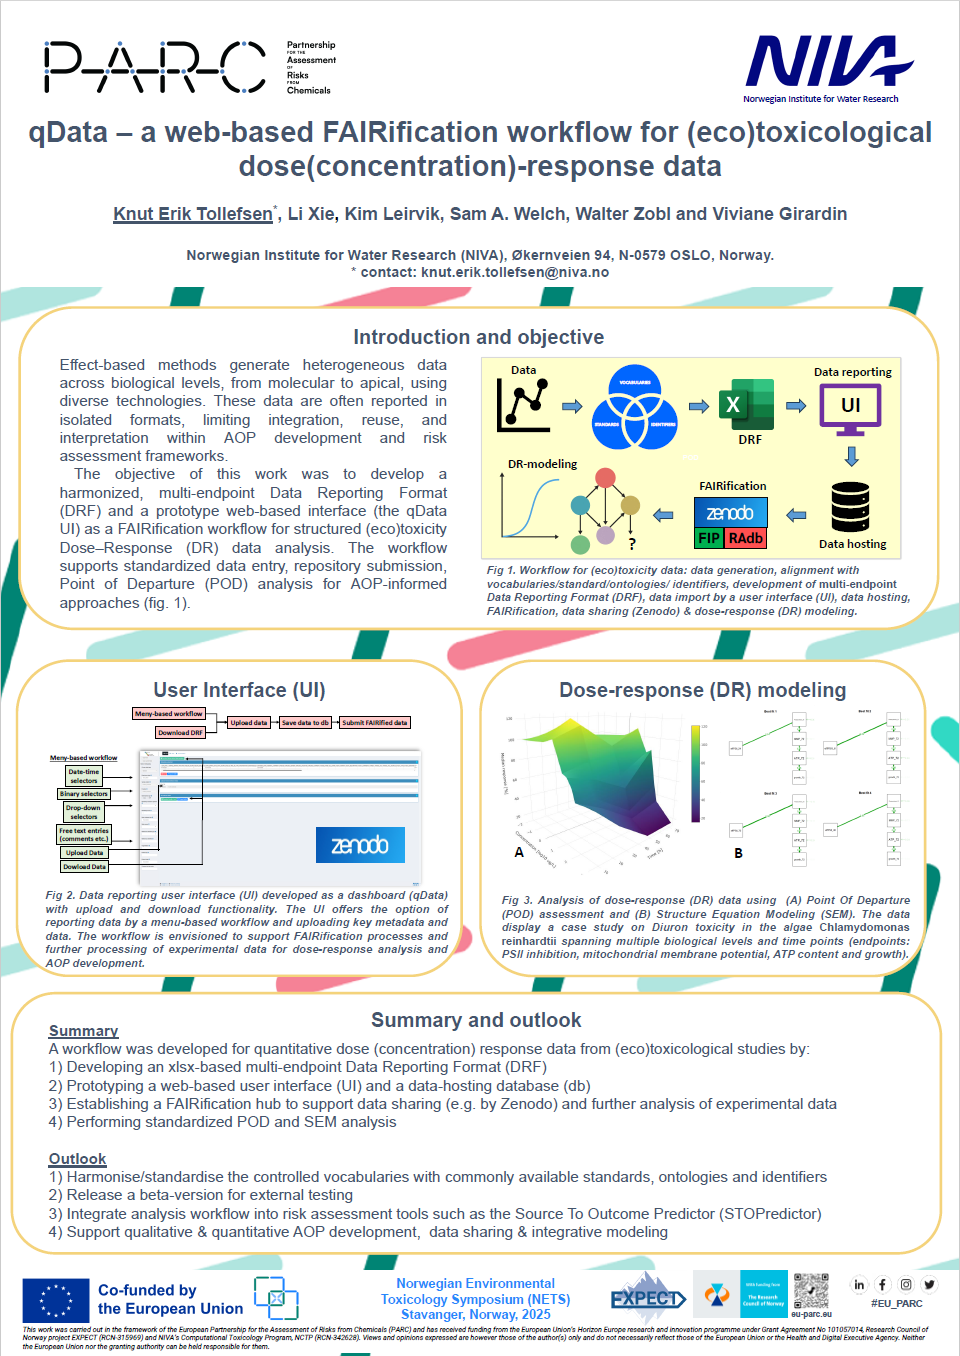 PARC
Partnership
FOR THE
Assessment
OF
Risks
FROM
Chemicals
NIVA
Norwegian Institute for Water Research
qData – a web-based FAIRification workflow for (eco)toxicological
dose(concentration)-response data
Knut Erik Tollefsen*, Li Xie, Kim Leirvik, Sam A. Welch, Walter Zobl and Viviane Girardin
Norwegian Institute for Water Research (NIVA), Økernveien 94, N-0579 OSLO, Norway.
* contact: knut.erik.tollefsen@niva.no
Introduction and objective
Effect-based methods generate heterogeneous data
across biological levels, from molecular to apical, using
diverse technologies. These data are often reported in
isolated formats, limiting integration, reuse, and
interpretation within AOP development and risk
assessment frameworks.
The objective of this work was to develop a
harmonized, multi-endpoint Data Reporting Format
(DRF) and a prototype web-based interface (the qData
UI) as a FAIRification workflow for structured (eco)toxicity
Dose–Response (DR) data analysis. The workflow
supports standardized data entry, repository submission,
Point of Departure (POD) analysis for AOP-informed
approaches (fig. 1).
Data
VOCABULARIES
STANDARDS
IDENTIFIERS
X
DRF
Data reporting
UI
DR-modeling
?
FAIRification
zenodo
FIP
RAdb
Data hosting
Fig 1. Workflow for (eco)toxicity data: data generation, alignment with
vocabularies/standard/ontologies/ identifiers, development of multi-endpoint
Data Reporting Format (DRF), data import by a user interface (UI), data hosting,
FAIRification, data sharing (Zenodo) & dose-response (DR) modeling.
User Interface (UI)
Meny-based workflow
Download DRF
Upload data
Save data to db
Submit FAIRified data
Meny-based workflow
Date-time
selectors
Binary selectors
Drop-down
selectors
Free text entries
(comments etc.)
Upload Data
Dowload Data
zenodo
Fig 2. Data reporting user interface (UI) developed as a dashboard (qData)
with upload and download functionality. The UI offers the option of
reporting data by a menu-based workflow and uploading key metadata and
data. The workflow is envisioned to support FAIRification processes and
further processing of experimental data for dose-response analysis and
AOP development.
Dose-response (DR) modeling
A
Time (h)
B
Fig 3. Analysis of dose-response (DR) data using (A) Point Of Departure
(POD) assessment and (B) Structure Equation Modeling (SEM). The data
display a case study on Diuron toxicity in the algae Chlamydomonas
reinhardtii spanning multiple biological levels and time points (endpoints:
PSII inhibition, mitochondrial membrane potential, ATP content and growth).
Summary and outlook
Summary
A workflow was developed for quantitative dose (concentration) response data from (eco)toxicological studies by:
1) Developing an xlsx-based multi-endpoint Data Reporting Format (DRF)
2) Prototyping a web-based user interface (UI) and a data-hosting database (db)
3) Establishing a FAIRification hub to support data sharing (e.g. by Zenodo) and further analysis of experimental data
4) Performing standardized POD and SEM analysis
Outlook
1) Harmonise/standardise the controlled vocabularies with commonly available standards, ontologies and identifiers
2) Release a beta-version for external testing
3) Integrate analysis workflow into risk assessment tools such as the Source To Outcome Predictor (STOPredictor)
4) Support qualitative & quantitative AOP development, data sharing & integrative modeling
Co-funded by
the European Union
Norwegian Environmental
Toxicology Symposium (NETS)
Stavanger, Norway, 2025
EXPECT
With funding from
The Research
Council of Norway
eu-parc.eu
#EU_PARC
This work was carried out in the framework of the European Partnership for the Assessment of Risks from Chemicals (PARC) and has received funding from the European Union's Horizon Europe research and innovation programme under Grant Agreement No 101057014, Research Council of
Norway project EXPECT (RCN-315969) and NIVA's Computational Toxicology Program, NCTP (RCN-342628). Views and opinions expressed are however those of the author(s) only and do not necessarily reflect those of the European Union or the Health and Digital Executive Agency. Neither
the European Union nor the granting authority can be held responsible for them.